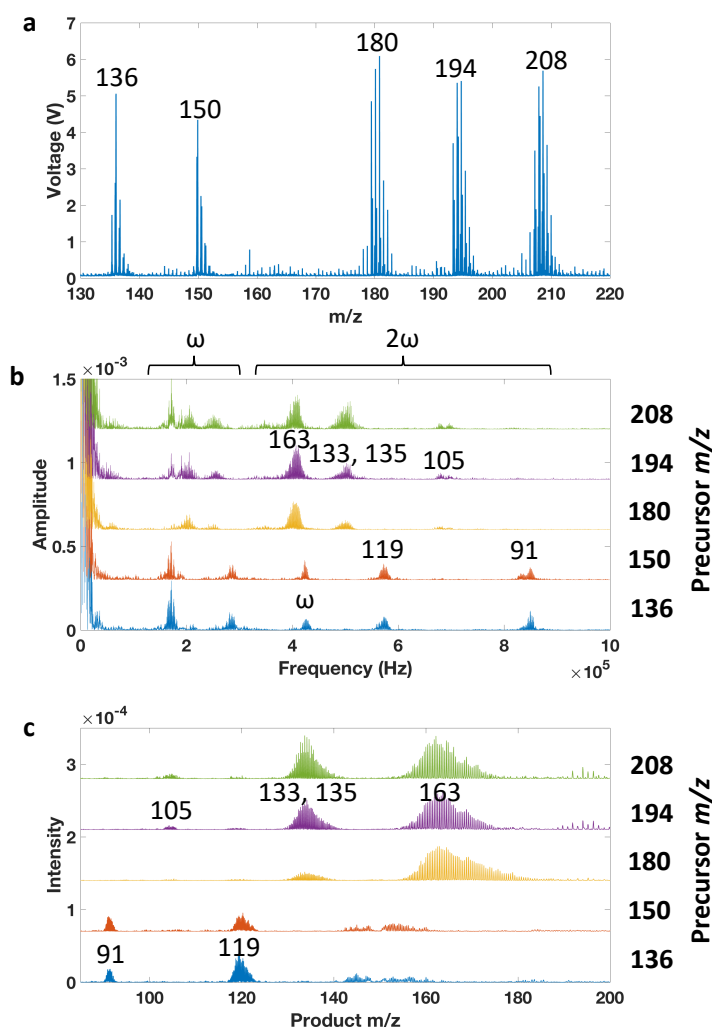 a
Voltage (V)
7
6
5
4
3
2
1
0
136
150
180
194
208
130 140 150 160 170 180 190 200 210 220
m/z
ω 2ω
b
×10⁻³
Amplitude
1.5
1
0.5
0
163
133, 135
105
119
91
ω
0 2 4 6 8 10
Frequency (Hz)
×10⁵
208
194
180
150
136
Precursor m/z
c
×10⁻⁴
Intensity
3
2
1
0
105
133, 135
163
91
119
100 120 140 160 180 200
Product m/z
208
194
180
150
136
Precursor m/z